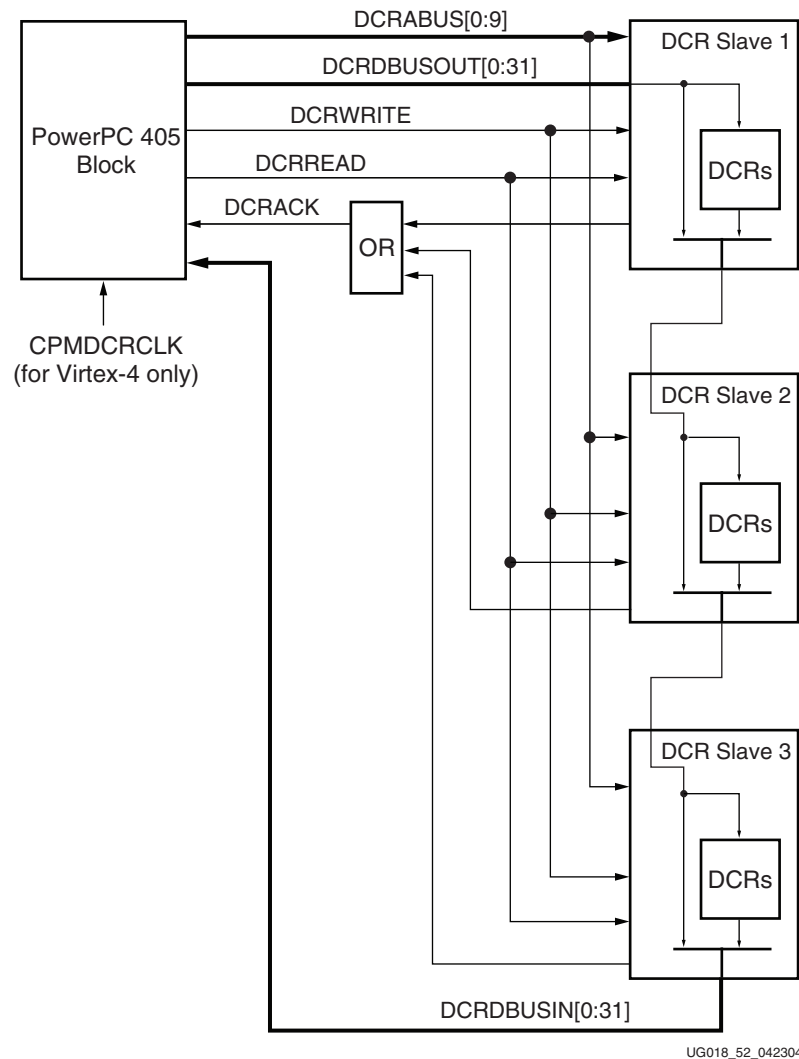 DCRABUS[0:9]
DCR Slave 1
DCRDBUSOUT[0:31]
DCRWRITE
PowerPC 405
Block
DCRs
DCRREAD
DCRACK
OR
CPMDCRCLK
(for Virtex-4 only)
DCR Slave 2
DCRs
DCR Slave 3
DCRs
DCRDBUSIN[0:31]
UG018_52_042304